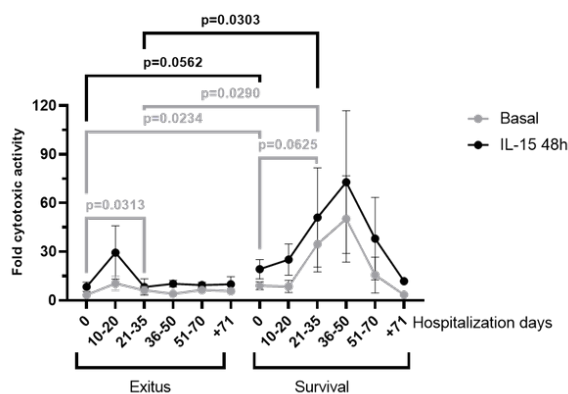 p=0.0303
p=0.0562
p=0.0290
p=0.0234
p=0.0625
p=0.0313
Basal
IL-15 48h
Fold cytotoxic activity
120
90
60
30
0
0 10-20 21-35 36-50 51-70 +71 0 10-20 21-35 36-50 51-70 +71 Hospitalization days
Exitus Survival